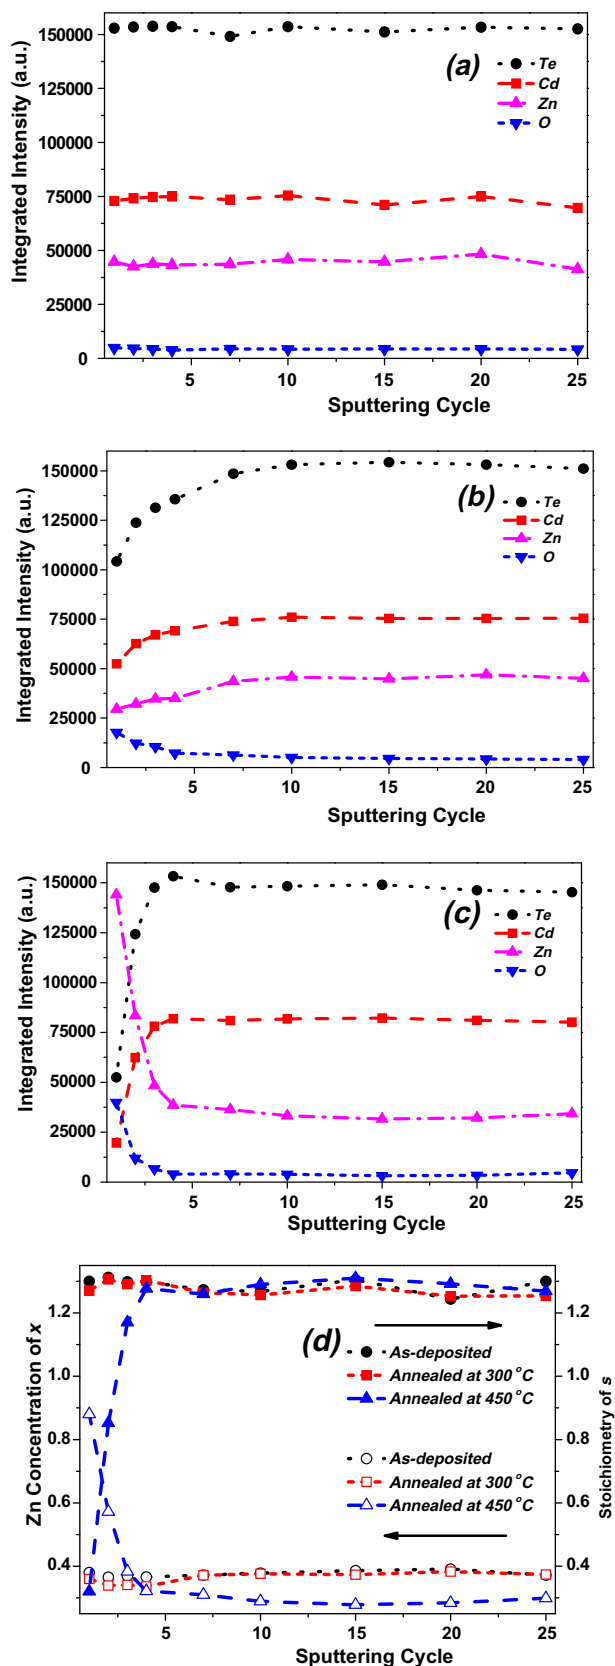 150000
125000
100000
75000
50000
25000
0
Integrated Intensity (a.u.)
(a)
Te
Cd
Zn
O
5 10 15 20 25
Sputtering Cycle
150000
125000
100000
75000
50000
25000
0
Integrated Intensity (a.u.)
(b)
Te
Cd
Zn
O
5 10 15 20 25
Sputtering Cycle
150000
125000
100000
75000
50000
25000
0
Integrated Intensity (a.u.)
(c)
Te
Cd
Zn
O
5 10 15 20 25
Sputtering Cycle
1.2
1.0
0.8
0.6
0.4
Zn Concentration of x
(d)
As-deposited
Annealed at 300°C
Annealed at 450°C
As-deposited
Annealed at 300°C
Annealed at 450°C
1.2
1.0
0.8
0.6
0.4
Stoichiometry of s
5 10 15 20 25
Sputtering Cycle